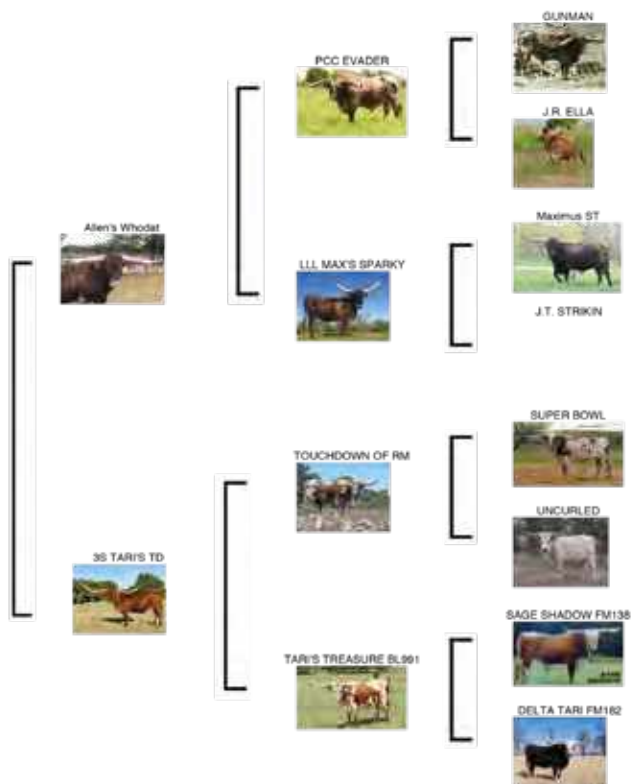 GUNMAN
PCC EVADER
J.R. ELLA
Allen's Whodat
Maximus ST
LLL MAX'S SPARKY
J.T. STRIKIN
SUPER BOWL
TOUCHDOWN OF RM
UNCURLED
3S TARI'S TD
SAGE SHADOW FM138
TARI'S TREASURE BL991
DELTA TARI FM182